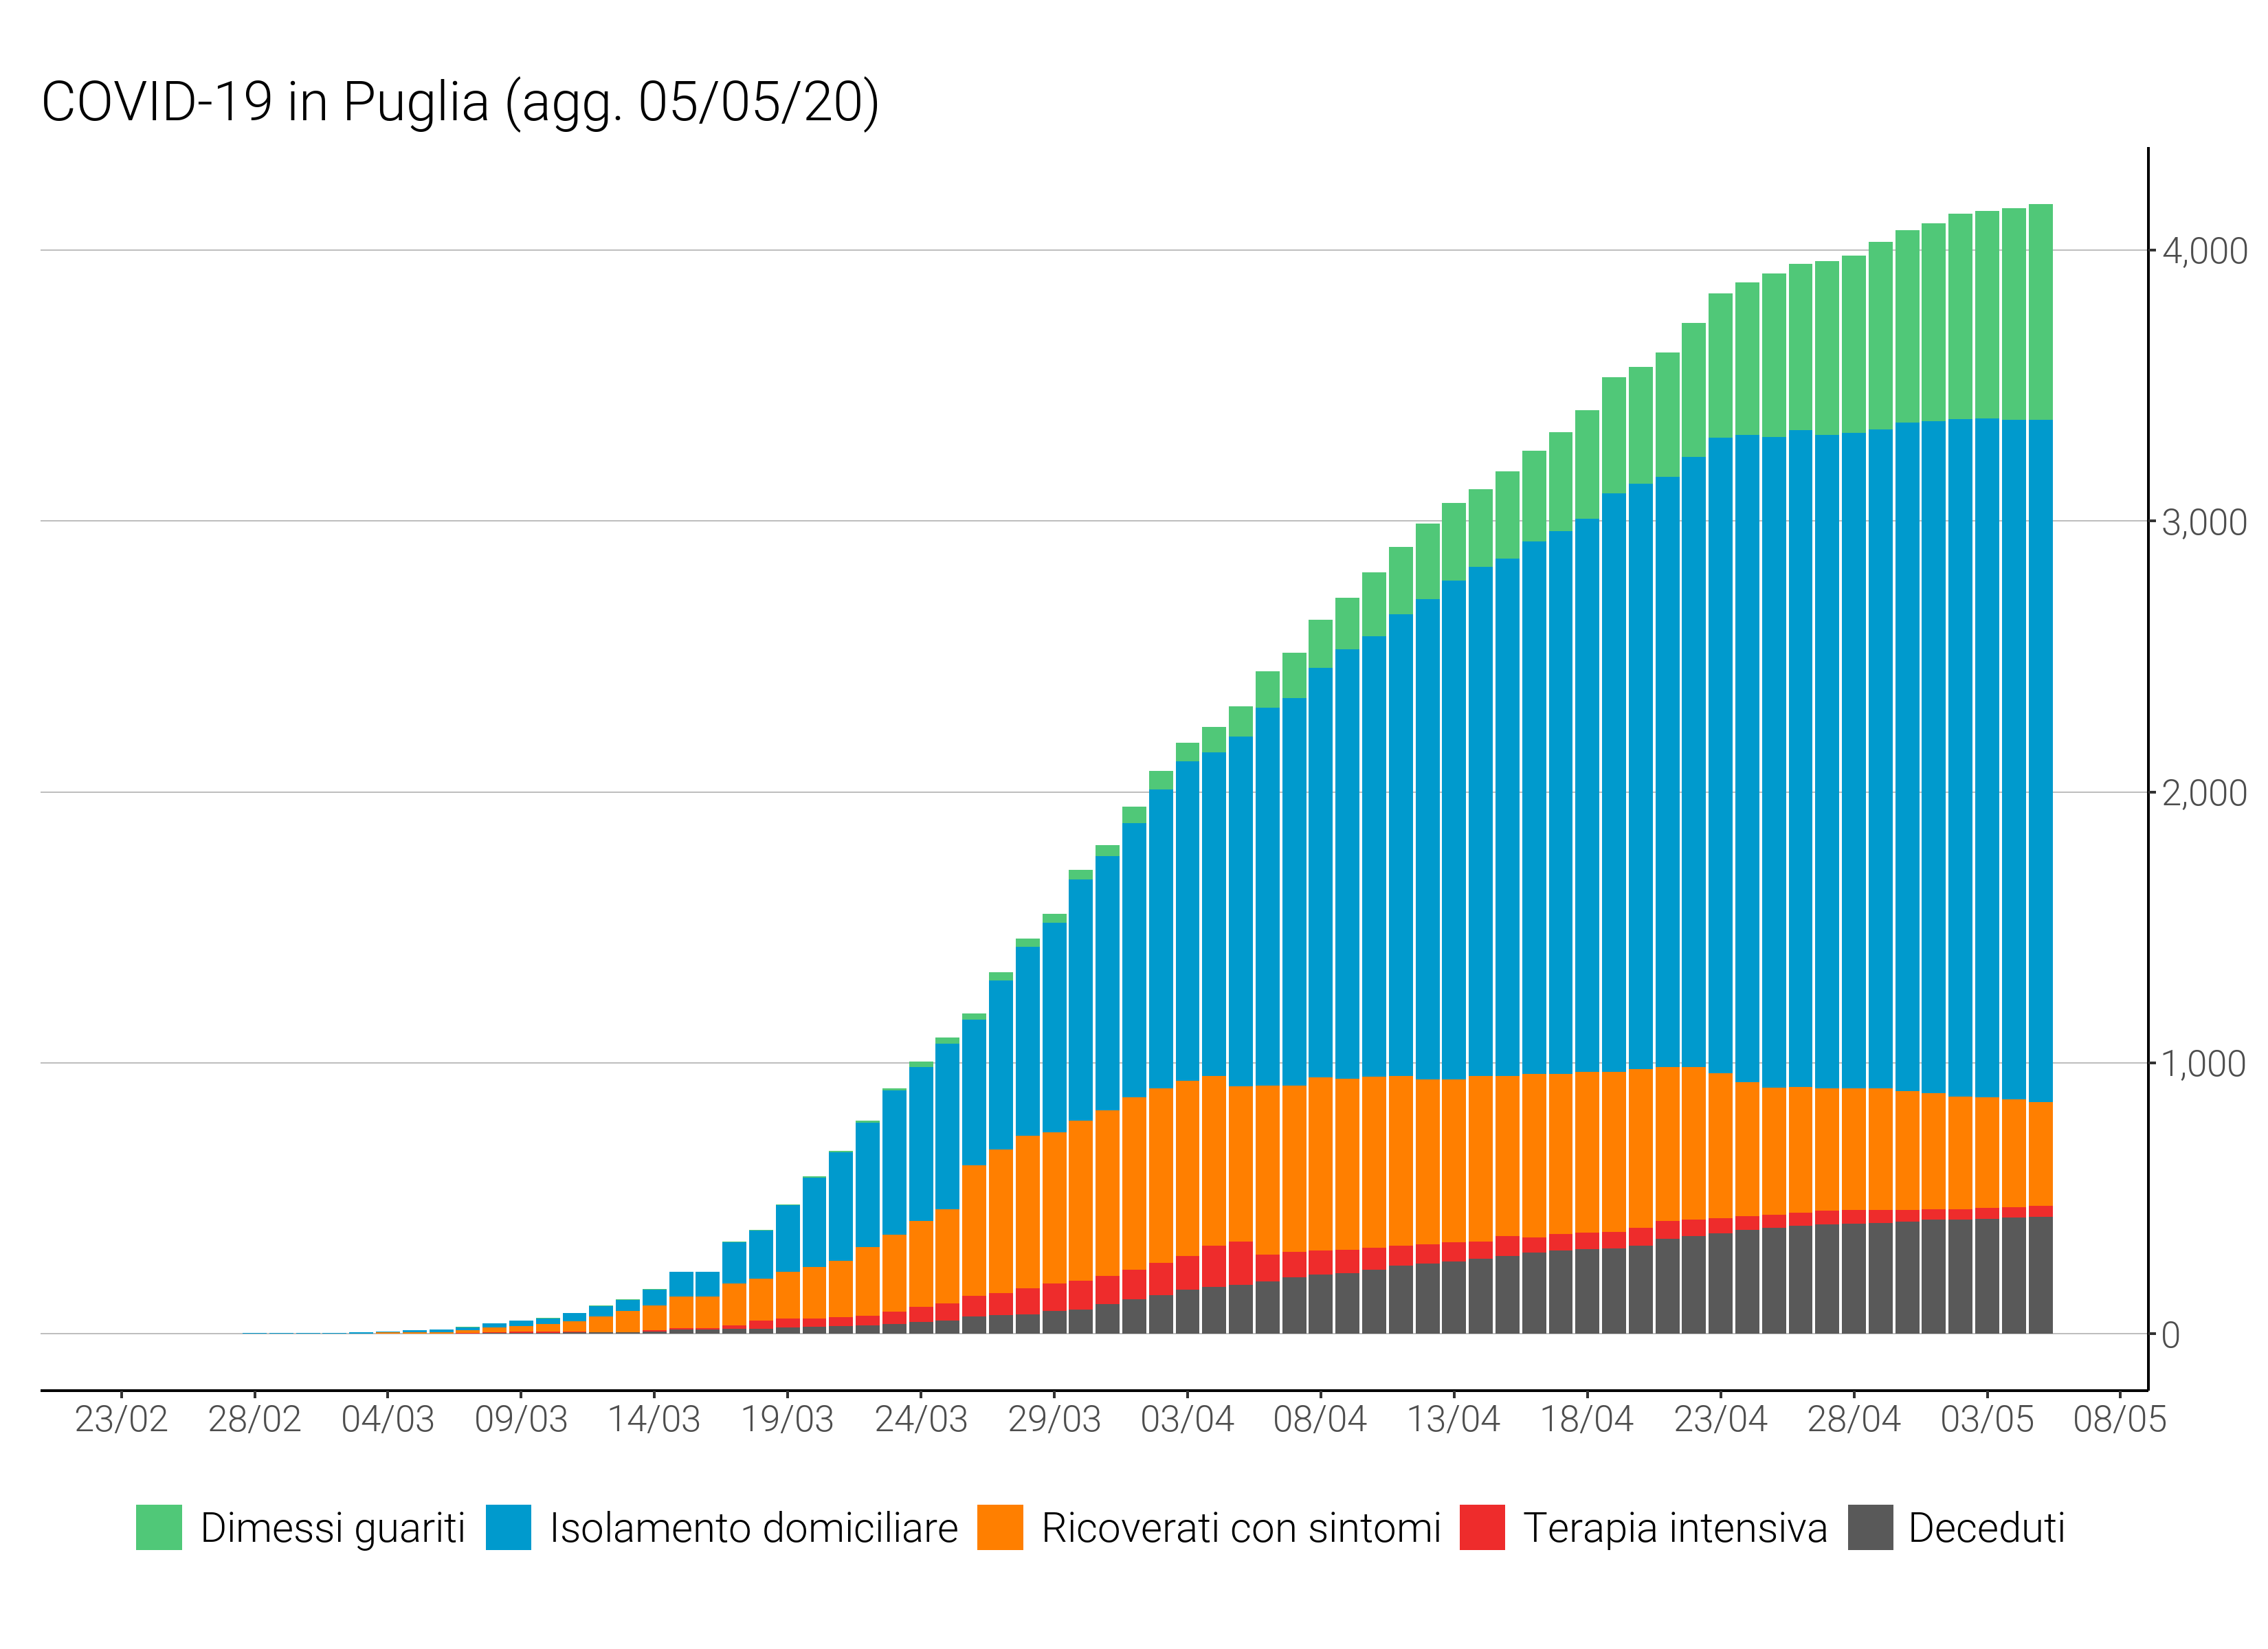 COVID-19 in Puglia (agg. 05/05/20)
4,000
3,000
2,000
1,000
0
23/02 28/02 04/03 09/03 14/03 19/03 24/03 29/03 03/04 08/04 13/04 18/04 23/04 28/04 03/05 08/05
Dimessi guariti Isolamento domiciliare Ricoverati con sintomi Terapia intensiva Deceduti